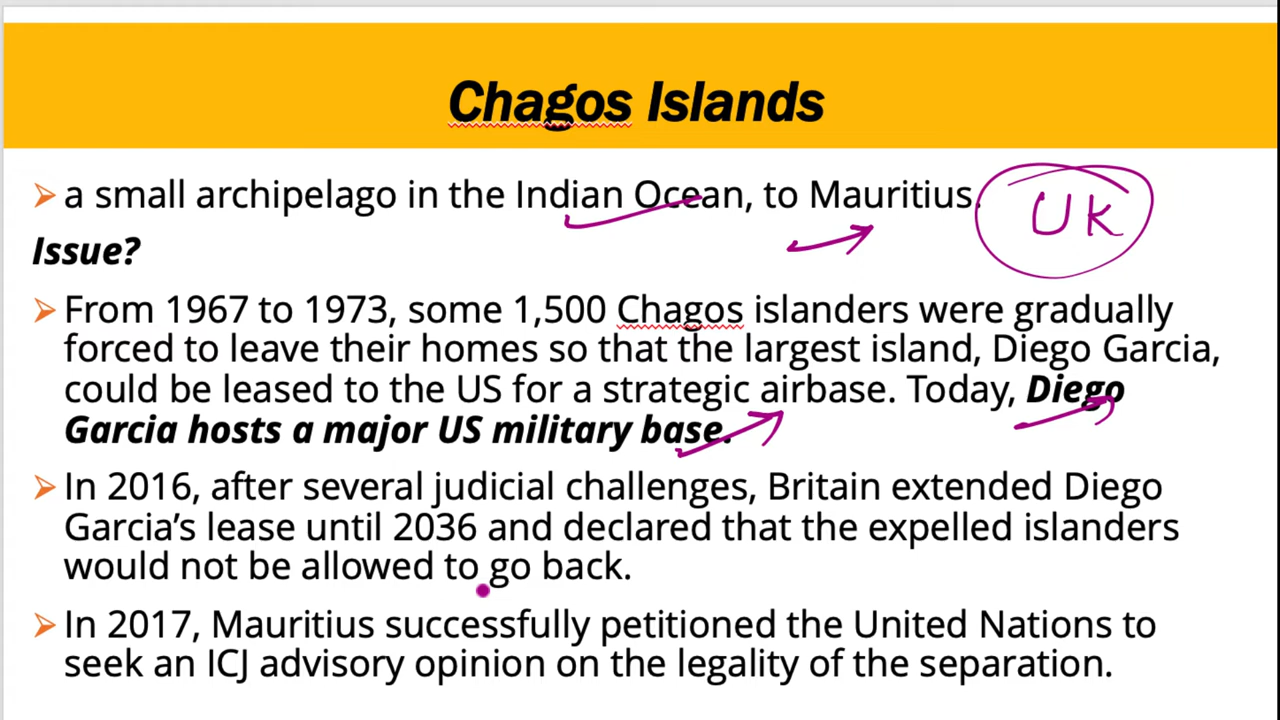 Chagos Islands
➢ a small archipelago in the Indian Ocean, to Mauritius.
UK
Issue?
➢ From 1967 to 1973, some 1,500 Chagos islanders were gradually
forced to leave their homes so that the largest island, Diego Garcia,
could be leased to the US for a strategic airbase. Today, Diego
Garcia hosts a major US military base.
➢ In 2016, after several judicial challenges, Britain extended Diego
Garcia’s lease until 2036 and declared that the expelled islanders
would not be allowed to go back.
➢ In 2017, Mauritius successfully petitioned the United Nations to
seek an ICJ advisory opinion on the legality of the separation.